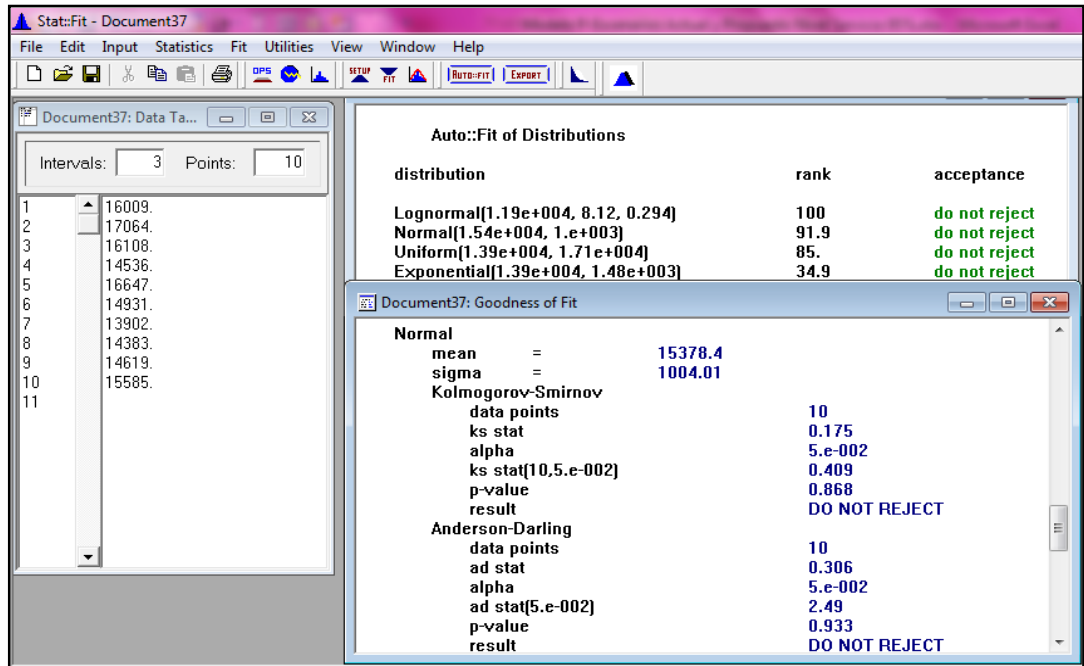 Stat::Fit - Document37
File Edit Input Statistics Fit Utilities View Window Help
OPS SETUP FIT AUTO::FIT EXPORT
Document37: Data Ta...
Intervals: 3 Points: 10
1 16009.
2 17064.
3 16108.
4 14536.
5 16647.
6 14931.
7 13902.
8 14383.
9 14619.
10 15585.
11
Auto::Fit of Distributions
distribution rank acceptance
Lognormal(1.19e+004, 8.12, 0.294) 100 do not reject
Normal(1.54e+004, 1.e+003) 91.9 do not reject
Uniform(1.39e+004, 1.71e+004) 85. do not reject
Exponential(1.39e+004, 1.48e+003) 34.9 do not reject
Document37: Goodness of Fit
Normal
mean = 15378.4
sigma = 1004.01
Kolmogorov-Smirnov
data points 10
ks stat 0.175
alpha 5.e-002
ks stat(10,5.e-002) 0.409
p-value 0.868
result DO NOT REJECT
Anderson-Darling
data points 10
ad stat 0.306
alpha 5.e-002
ad stat(5.e-002) 2.49
p-value 0.933
result DO NOT REJECT